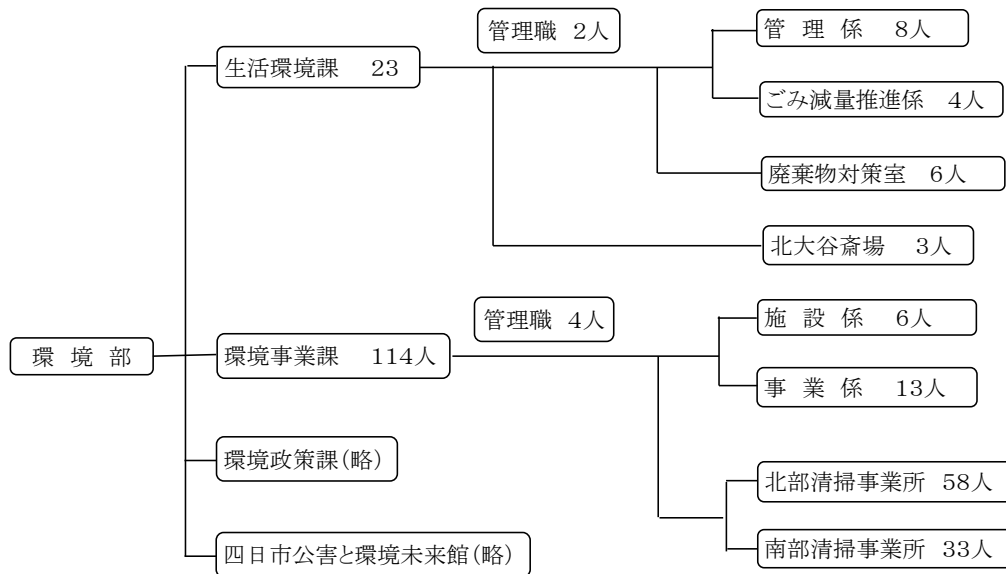 管理職 2人
管 理 係 8人
生活環境課 23
ごみ減量推進係 4人
廃棄物対策室 6人
北大谷斎場 3人
管理職 4人
施 設 係 6人
環 境 部
環境事業課 114人
事 業 係 13人
環境政策課(略)
北部清掃事業所 58人
四日市公害と環境未来館(略)
南部清掃事業所 33人